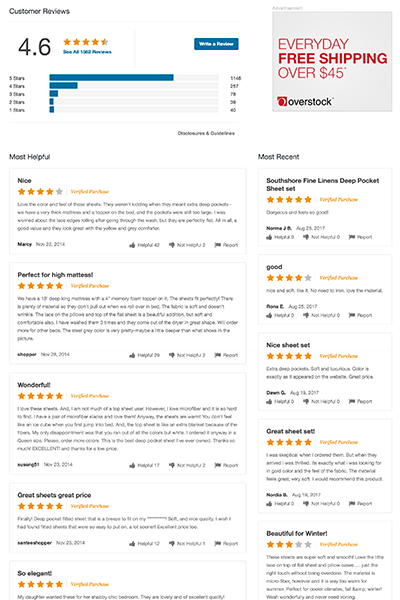 Customer Reviews
Advertisement
4.6
See All 1562 Reviews
Write a Review
EVERYDAY
FREE SHIPPING
OVER $45*
overstock
5 Stars 1148
4 Stars 257
3 Stars 78
2 Stars 39
1 Stars 40
Disclosures & Guidelines
Most Helpful
Nice
Verified Purchase
Love the color and feel of those sheets. They weren't kidding when they meant extra deep pockets -
we have a very thick mattress and a topper on the bed, and the pockets were still too large. I was
worried about the lace edges rolling after going through the wash, but they are perfectly flat. All in all, a
good value and they look great with the yellow and grey comforter.
Marcy Nov 22, 2014 Helpful 42 Not Helpful 2 Report
Perfect for high mattress!
Verified Purchase
We have a 18" deep king mattress with a 4" memory foam topper on it. The sheets fit perfectly! There
is plenty of material so they don't pull out when we roll over in bed. The fabric is soft and doesn't
wrinkle. The lace on the pillows and top of the flat sheet is a beautiful addition, but soft and
comfortable also. I have washed them 3 times and they come out of the dryer in great shape. Will order
more for other beds. The steel grey color is very pretty-maybe a little deeper than what shoes in the
picture.
shopper Nov 28, 2014 Helpful 29 Not Helpful 2 Report
Wonderful!
Verified Purchase
I love these sheets. And, I am not much of a top sheet user. However, I love microfiber and it is so hard
to find. I have a pair of Microfiber slacks and love them! Anyway, the sheets are warm! You don't feel
like an ice cube when you first jump into bed. And, the top sheet is like an extra blanket because of the
fibers. My only disappointment was that you ran out of all the colors but white. I ordered it anyway in a
Queen size. Please, order more colors. This is the best deep pocket sheet I've ever owned. Thanks so
much! EXCELLENT! and thanks for a low price.
susang51 Nov 23, 2014 Helpful 17 Not Helpful 2 Report
Great sheets great price
Verified Purchase
Finally! Deep pocket fitted sheet that is a breeze to fit on my **********! Soft, and nice quality. I wish I
had found fitted sheets that were so easy to put on, a lot sooner!! Excellent price too.
santeeshopper Nov 23, 2014 Helpful 12 Not Helpful 1 Report
So elegant!
Verified Purchase
My daughter wanted these for her shabby chic bedroom. They are lovely and of excellent quality!
Most Recent
Southshore Fine Linens Deep Pocket
Sheet set
Verified Purchase
Gorgeous and feels so good!
Norma J B. Aug 25, 2017
Helpful 0 Not Helpful 0 Report
good
Verified Purchase
nice and soft, like it. No need to iron. love the material.
Rona E. Aug 25, 2017
Helpful 0 Not Helpful 0 Report
Nice sheet set
Verified Purchase
Extra deep pockets. Soft and luxurious. Color is
exactly as it appeared on the website. Great price.
Dawn G. Aug 19, 2017
Helpful 0 Not Helpful 0 Report
Great sheet set!
Verified Purchase
I was skeptical when I ordered them. But when they
arrived I was thrilled. Its exactly what i was looking for
in good color and the feel of the fabric. The material
feels great; very soft. I would recommend this product.
Nordia B. Aug 18, 2017
Helpful 0 Not Helpful 0 Report
Beautiful for Winter!
Verified Purchase
These sheets are super soft and smooth! Love the little
lace on top of flat sheet and pillow cases.... just the
right touch without being overdone. The material is
micro-fiber, however and it is way too warm for
summer. Perfect for cooler climates, fall &amp; winter!
Wash wonderfully and never need ironing.